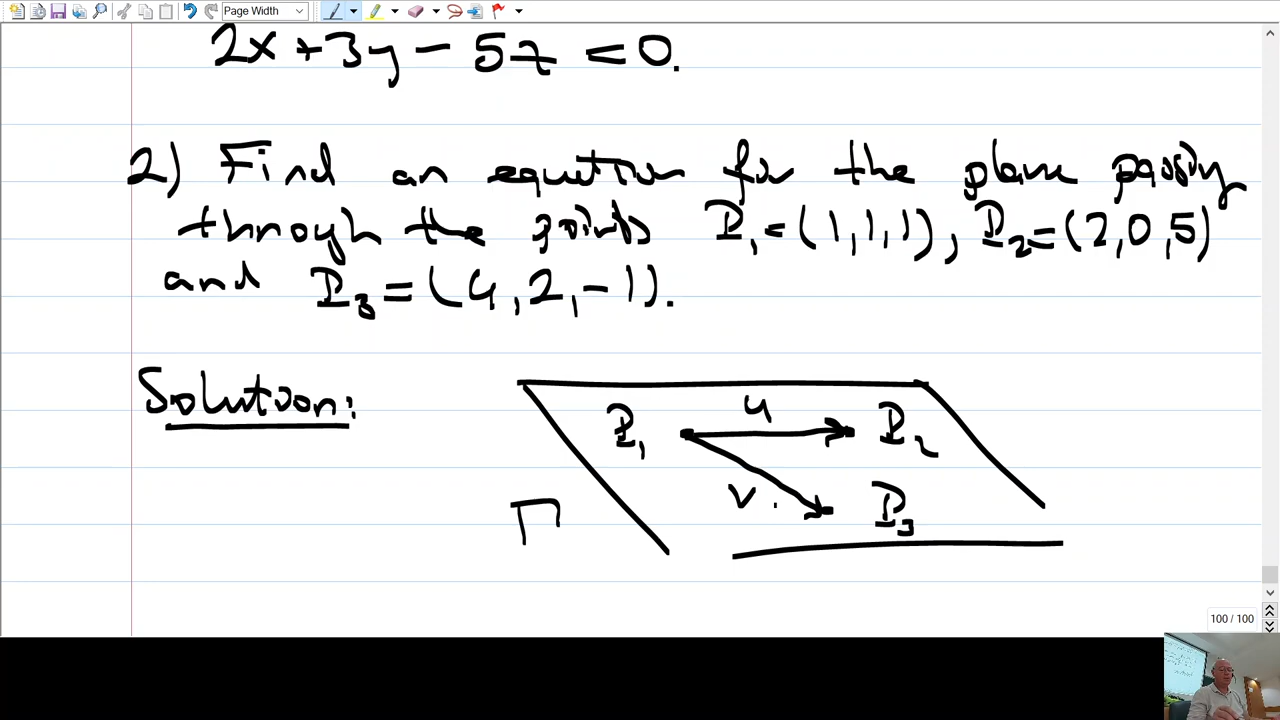 Page Width
2x+3y-5z=0.
2) Find an equation for the plane passing
through the points P₁=(1,1,1), P₂=(2,0,5)
and P₃=(4,2,-1).
Solution:
u
P₁ P₂
v.
P₃
Π
100 / 100